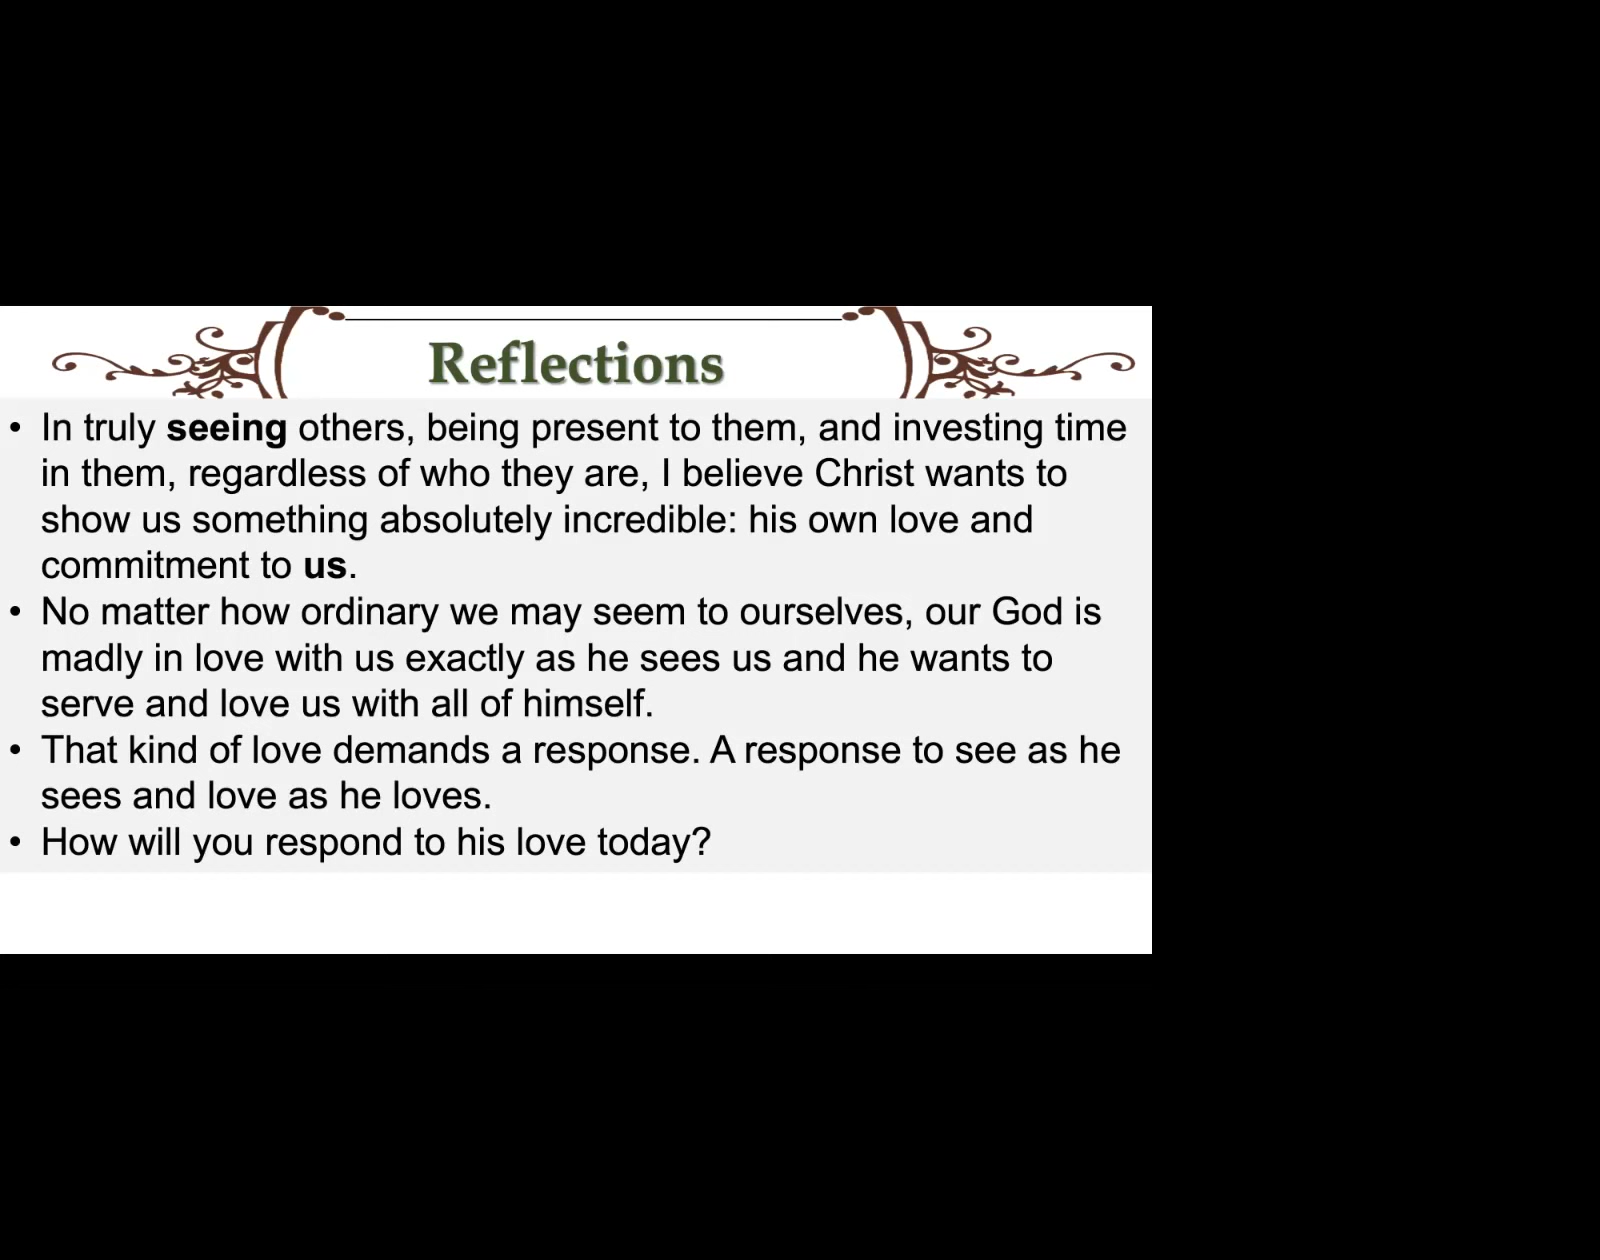 Reflections
• In truly seeing others, being present to them, and investing time
in them, regardless of who they are, I believe Christ wants to
show us something absolutely incredible: his own love and
commitment to us.
• No matter how ordinary we may seem to ourselves, our God is
madly in love with us exactly as he sees us and he wants to
serve and love us with all of himself.
• That kind of love demands a response. A response to see as he
sees and love as he loves.
• How will you respond to his love today?